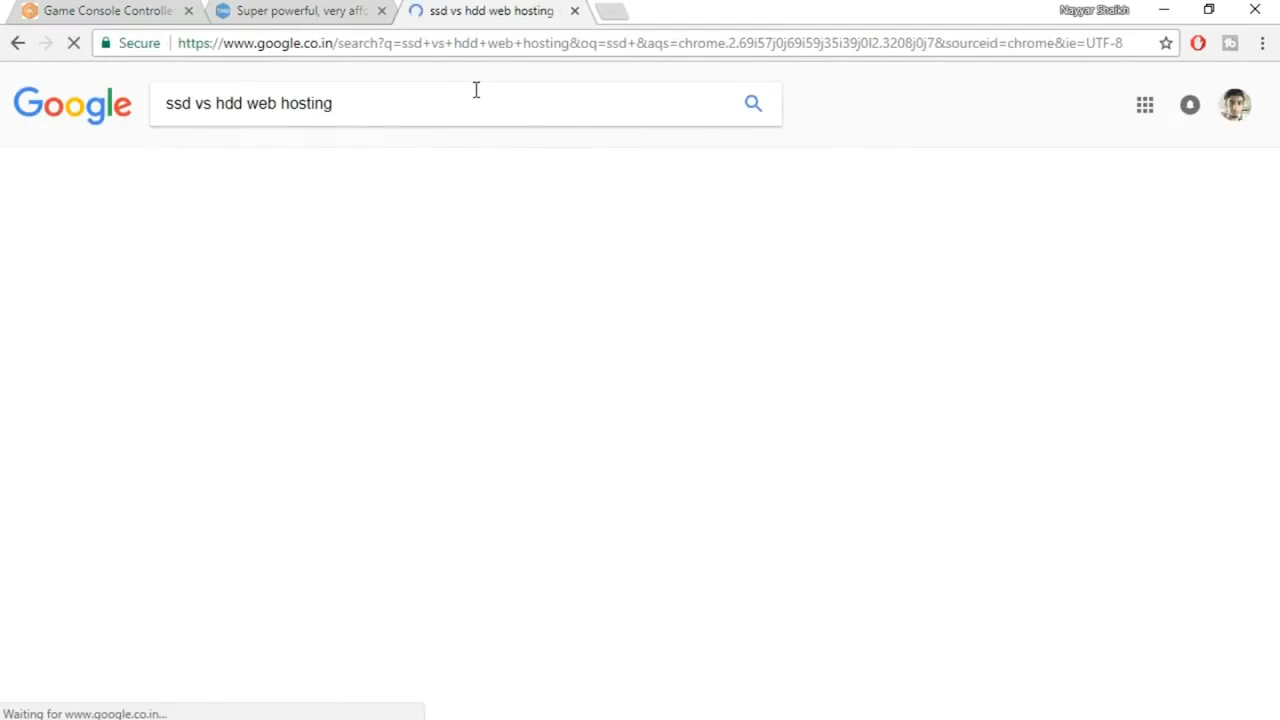 Game Console Controlle
Super powerful, very affo
ssd vs hdd web hosting
Nayyar Shaikh
Secure
https://www.google.co.in/search?q=ssd+vs+hdd+web+hosting&oq=ssd+&aqs=chrome.2.69i57j0j69i59j35i39j0l2.3208j0j7&sourceid=chrome&ie=UTF-8
Google
ssd vs hdd web hosting
Waiting for www.google.co.in...